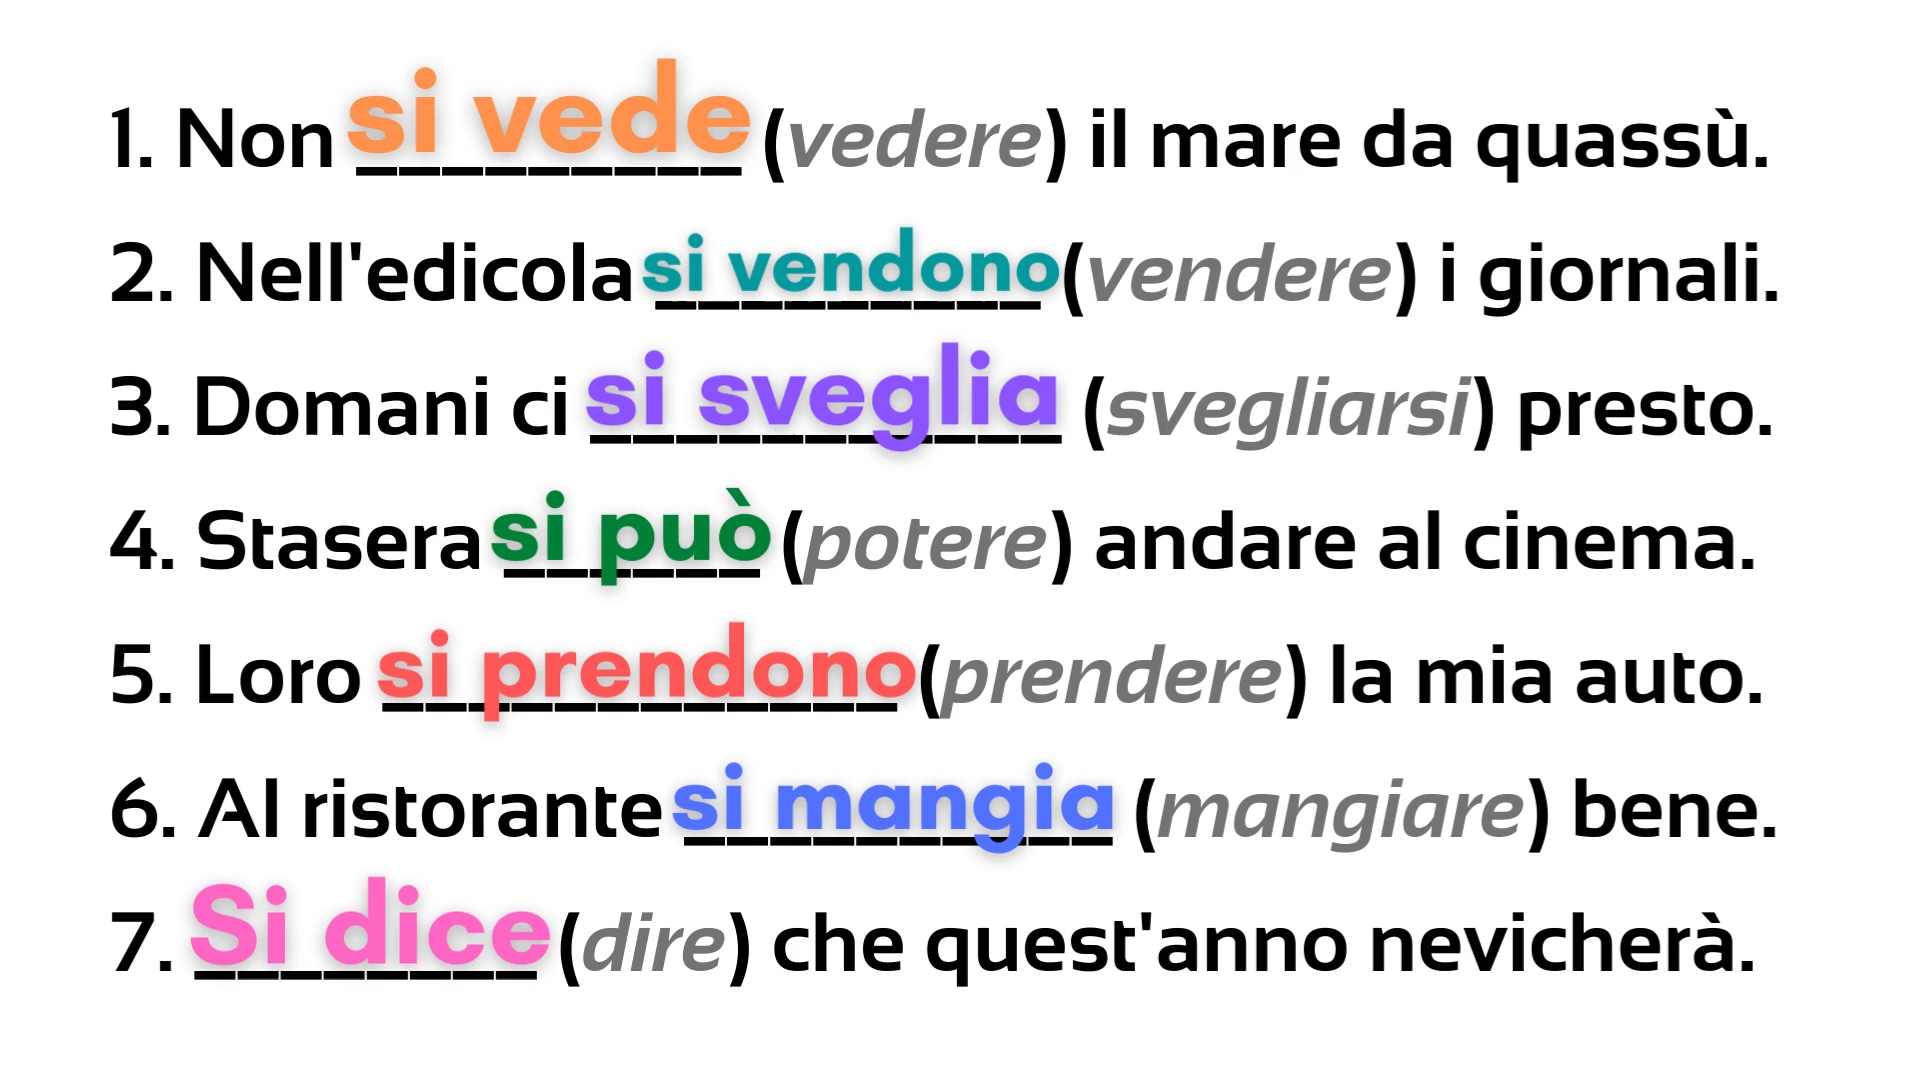 1. Non si vede (vedere) il mare da quassù.
2. Nell'edicola si vendono (vendere) i giornali.
3. Domani ci si sveglia (svegliarsi) presto.
4. Stasera si può (potere) andare al cinema.
5. Loro si prendono (prendere) la mia auto.
6. Al ristorante si mangia (mangiare) bene.
7. Si dice (dire) che quest'anno nevicherà.